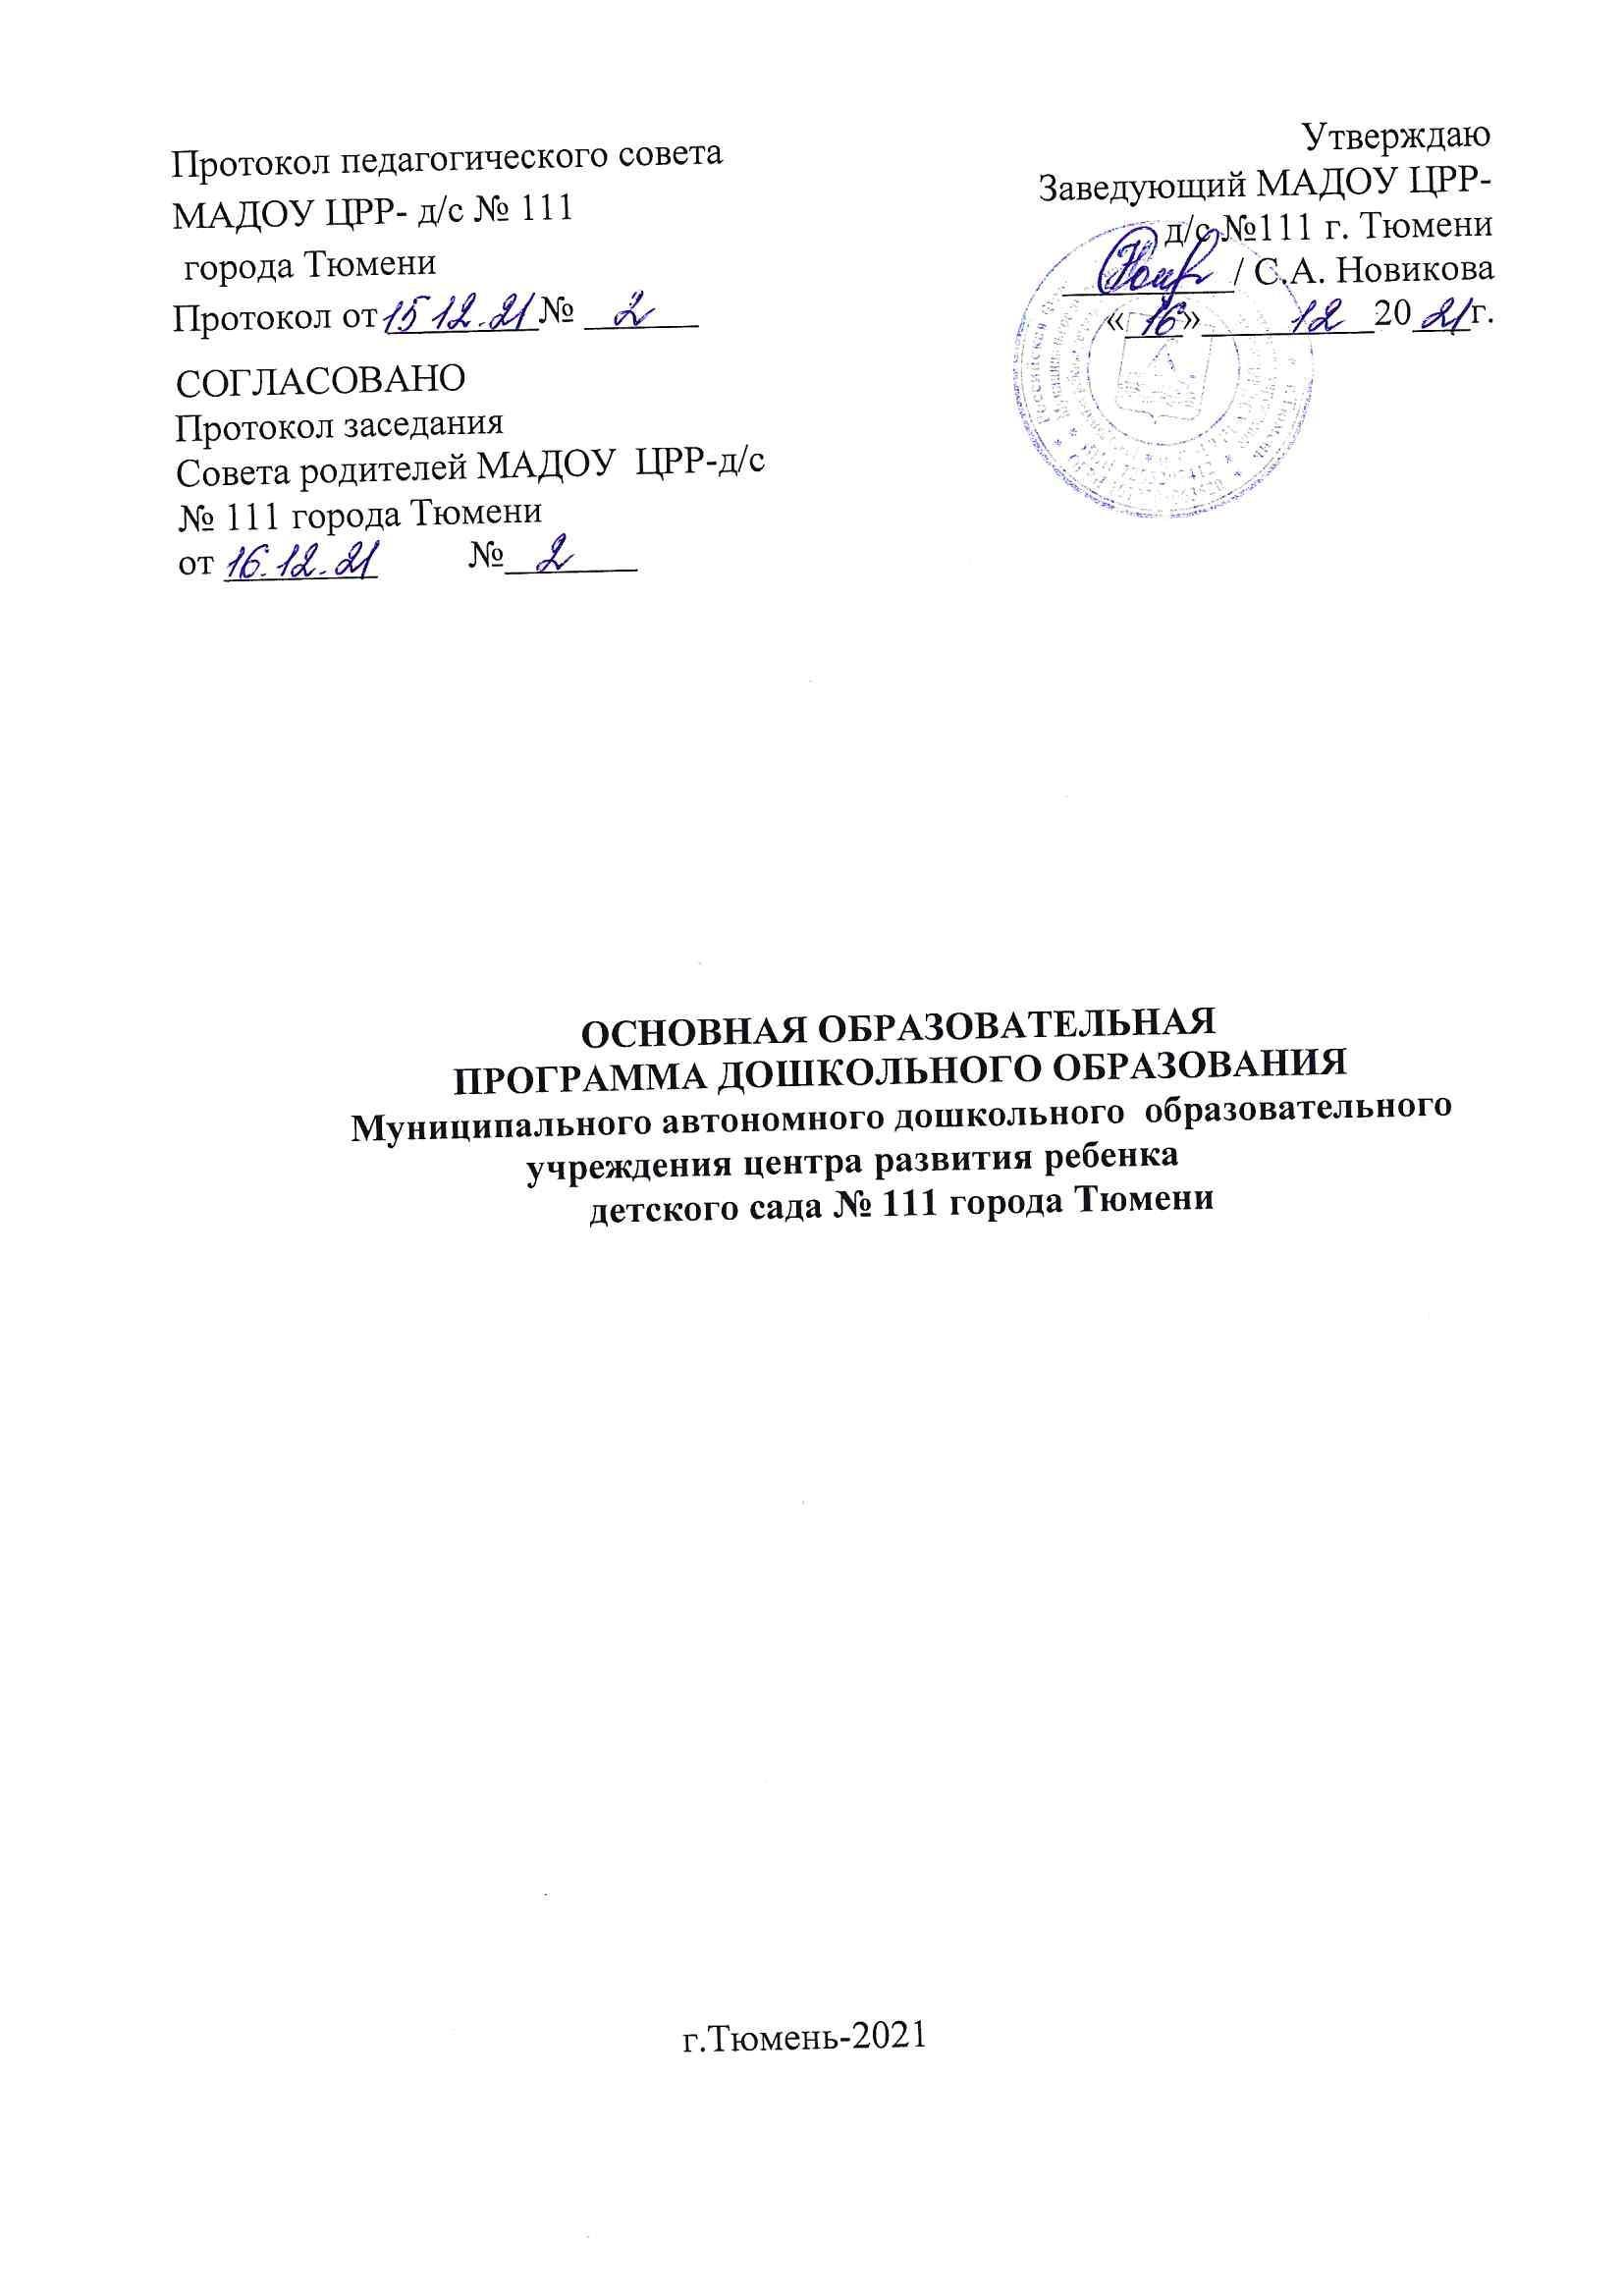 Протокол педагогического совета
МАДОУ ЦРР- д/с № 111
города Тюмени
Протокол от 15 12.21 № 2
СОГЛАСОВАНО
Протокол заседания
Совета родителей МАДОУ ЦРР-д/с
№ 111 города Тюмени
от 16.12.21 № 2
Утверждаю
Заведующий МАДОУ ЦРР-
д/с №111 г. Тюмени
/ С.А. Новикова
«16» 12 2021г.
ОСНОВНАЯ ОБРАЗОВАТЕЛЬНАЯ
ПРОГРАММА ДОШКОЛЬНОГО ОБРАЗОВАНИЯ
Муниципального автономного дошкольного образовательного
учреждения центра развития ребенка
детского сада № 111 города Тюмени
г.Тюмень-2021